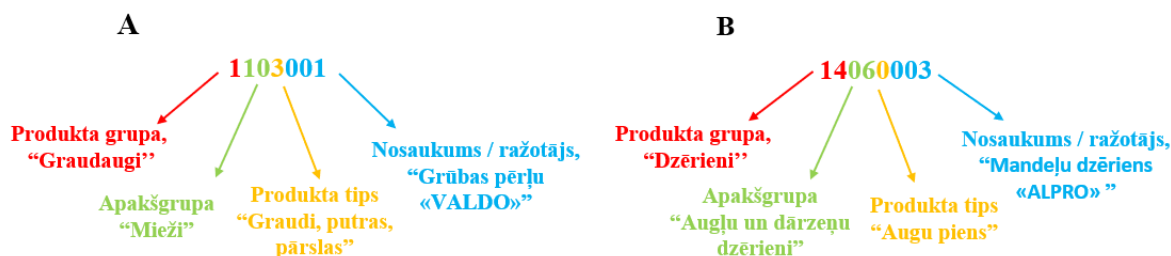 A
1103001
Produkta grupa,
“Graudaugi’’
Apakšgrupa
“Mieži”
Produkta tips
“Graudi, putras,
pārslas”
Nosaukums / ražotājs,
“Grūbas pērļu
«VALDO»”
B
14060003
Produkta grupa,
“Dzērieni’’
Apakšgrupa
“Augļu un dārzeņu
dzērieni”
Produkta tips
“Augu piens”
Nosaukums / ražotājs,
“Mandeļu dzēriens
«ALPRO» ”